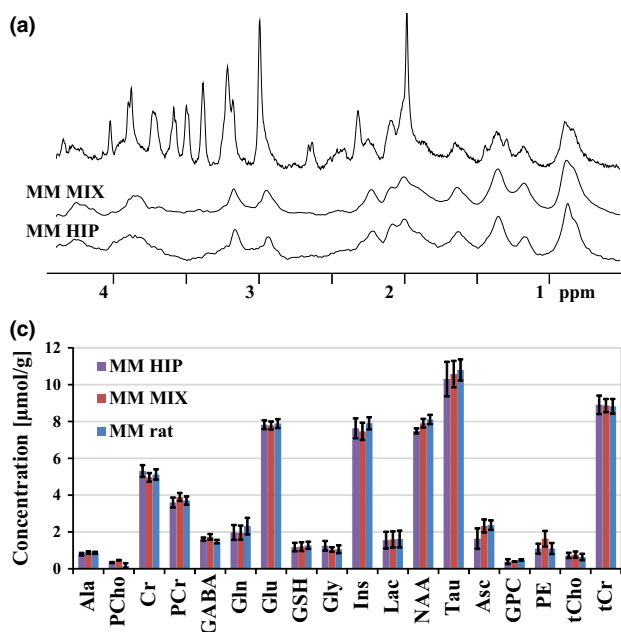 (a)
MM MIX
MM HIP
4 3 2 1 ppm
(c)
MM HIP
MM MIX
MM rat
Concentration [μmol/g]
12
10
8
6
4
2
0
Ala PCho Cr PCr GABA Gln Glu GSH Gly Ins Lac NAA Tau Asc GPC PE tCho tCr